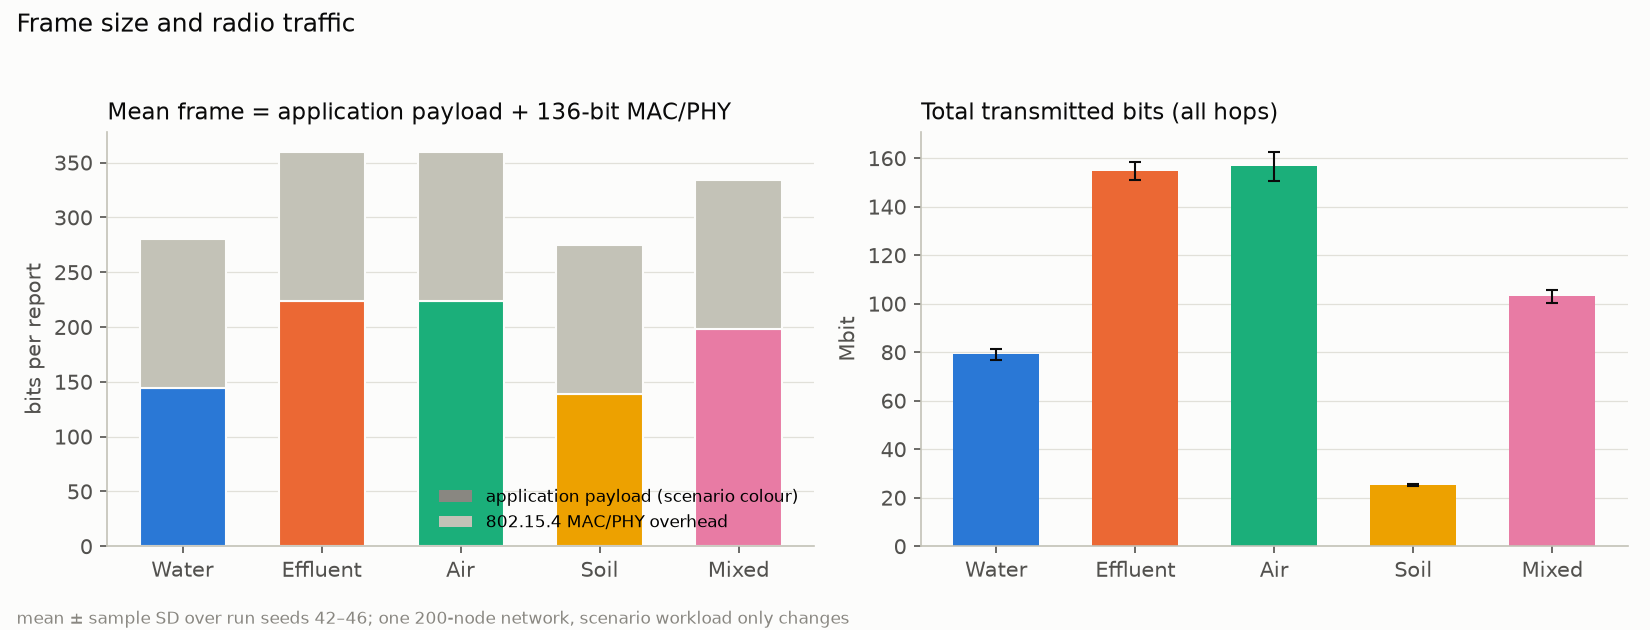 Frame size and radio traffic
Mean frame = application payload + 136-bit MAC/PHY
bits per report
350
300
250
200
150
100
50
0
Water
Effluent
Air
Soil
Mixed
application payload (scenario colour)
802.15.4 MAC/PHY overhead
Total transmitted bits (all hops)
Mbit
160
140
120
100
80
60
40
20
0
Water
Effluent
Air
Soil
Mixed
mean ± sample SD over run seeds 42–46; one 200-node network, scenario workload only changes